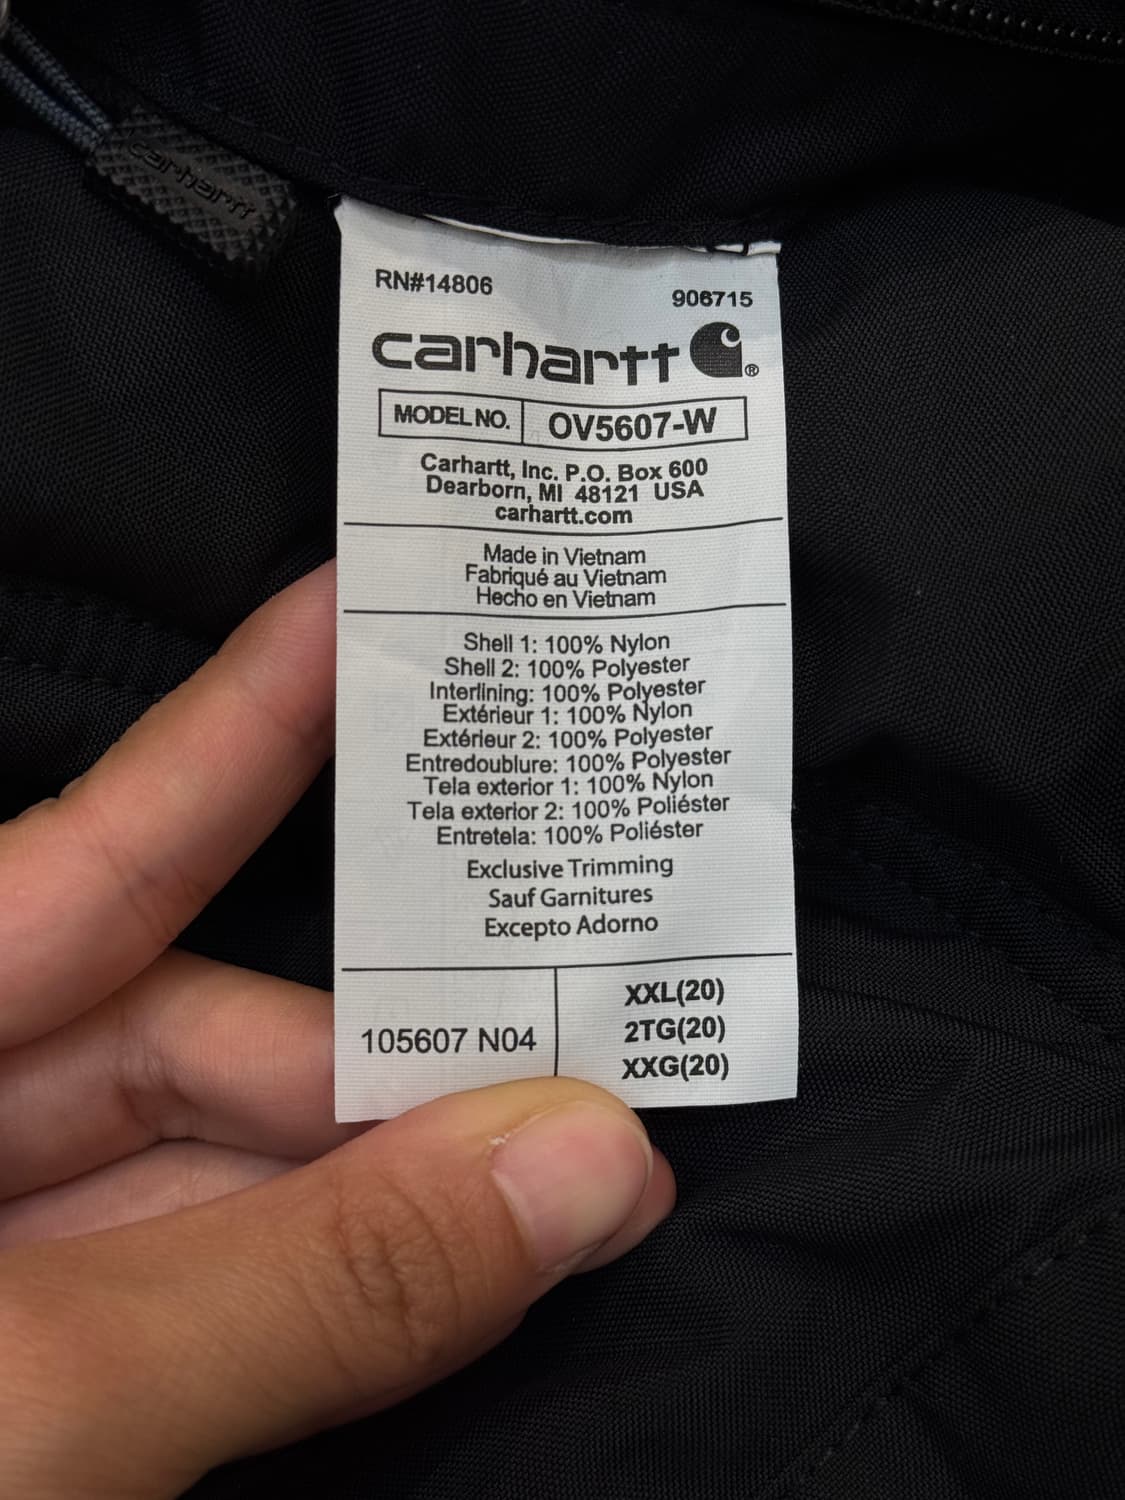 carhartt
RN#14806
906715
carhartt ®
MODEL NO. OV5607-W
Carhartt, Inc. P.O. Box 600
Dearborn, MI 48121 USA
carhartt.com
Made in Vietnam
Fabriqué au Vietnam
Hecho en Vietnam
Shell 1: 100% Nylon
Shell 2: 100% Polyester
Interlining: 100% Polyester
Extérieur 1: 100% Nylon
Extérieur 2: 100% Polyester
Entredoublure: 100% Polyester
Tela exterior 1: 100% Nylon
Tela exterior 2: 100% Poliéster
Entretela: 100% Poliéster
Exclusive Trimming
Sauf Garnitures
Excepto Adorno
105607 N04
XXL(20)
2TG(20)
XXG(20)